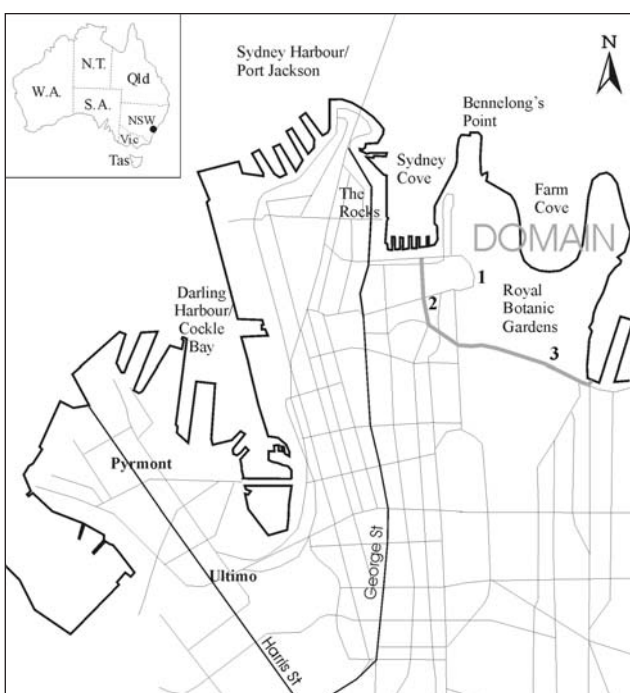 W.A.
N.T.
Qld
S.A.
NSW
Vic
Tas
Sydney Harbour/
Port Jackson
N
Bennelong's
Point
Sydney
Cove
The
Rocks
Farm
Cove
DOMAIN
1
Royal
Botanic
Gardens
2
3
Darling
Harbour/
Cockle
Bay
Pyrmont
Ultimo
George St
Harris St